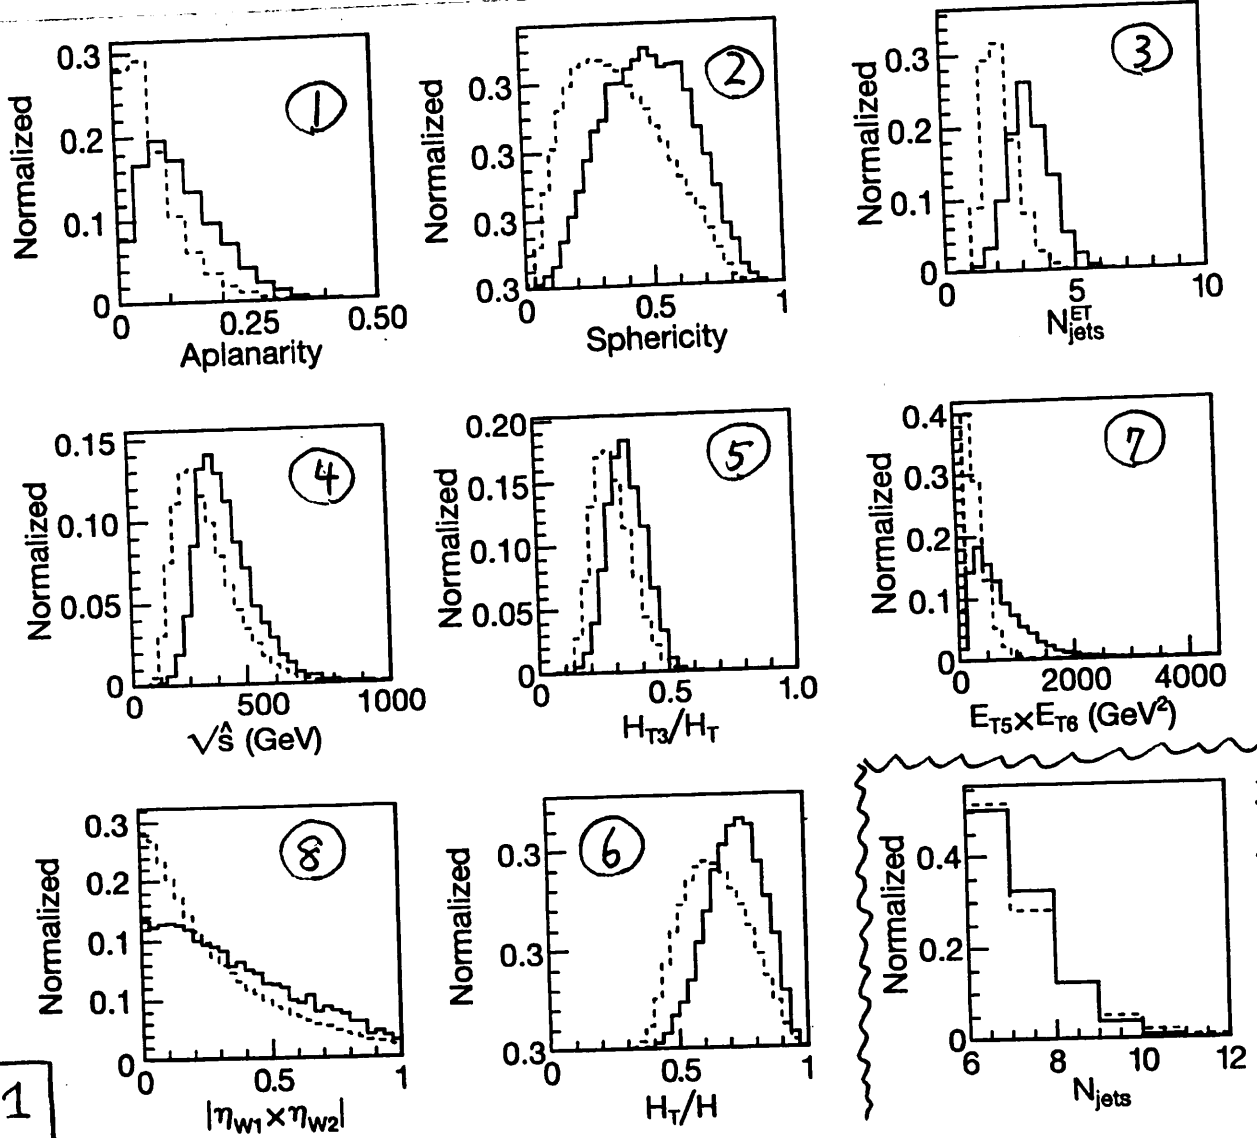 0.3
0.2
0.1
0
Normalized
0 0.25 0.50
Aplanarity
①
0.3
0.3
0.3
0.3
Normalized
0 0.5 1
Sphericity
②
0.3
0.2
0.1
0
Normalized
0 5 10
N_jets^ET
③
0.15
0.10
0.05
0
Normalized
0 500 1000
√ŝ (GeV)
④
0.20
0.15
0.10
0.05
0
Normalized
0 0.5 1.0
H_T3/H_T
⑤
0.4
0.3
0.2
0.1
0
Normalized
0 2000 4000
E_T5×E_T6 (GeV²)
⑦
0.3
0.2
0.1
0.1
0
Normalized
0 0.5 1
|η_W1×η_W2|
⑧
0.3
0.3
0.3
Normalized
0 0.5 1
H_T/H
⑥
0.4
0.2
0
Normalized
6 8 10 12
N_jets
1